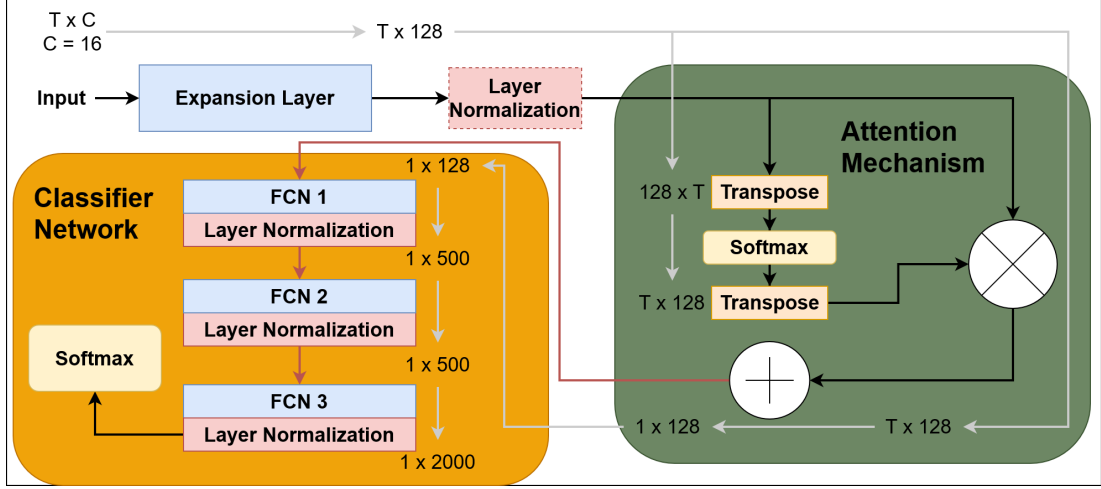 T x C
C = 16
T x 128
Input
Expansion Layer
Layer
Normalization
Attention
Mechanism
128 x T
Transpose
Softmax
T x 128
Transpose
1 x 128
T x 128
Classifier
Network
1 x 128
FCN 1
Layer Normalization
1 x 500
FCN 2
Layer Normalization
1 x 500
Softmax
FCN 3
Layer Normalization
1 x 2000